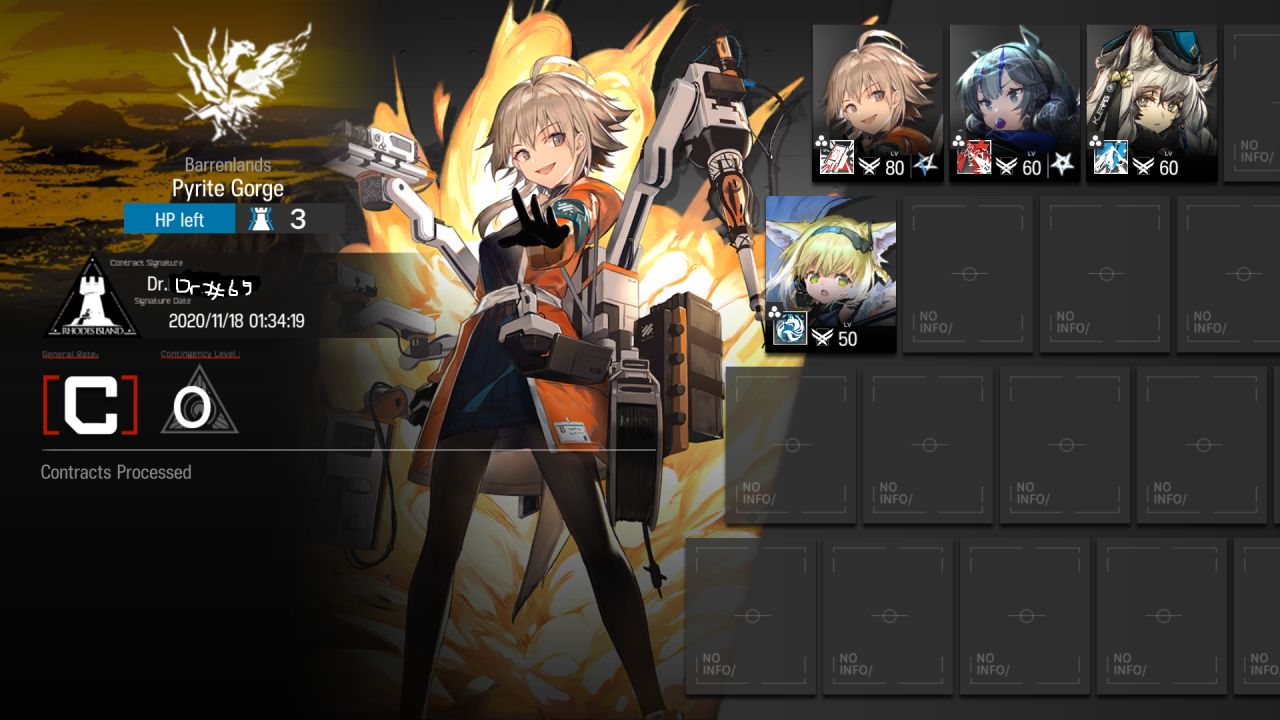 Barrenlands
Pyrite Gorge
HP left 3
Contract Signature
Dr. Dr#69
Signature Date
2020/11/18 01:34:19
RHODES ISLAND
General Rate:
Contingency Level:
[C] 0
Contracts Processed
LV 80
LV 60
LV 60
NO INFO/
LV 50
NO INFO/
NO INFO/
NO INFO/
NO INFO/
NO INFO/
NO INFO/
NO INFO/
NO INFO/
NO INFO/
NO INFO/
NO INFO/
NO INFO/